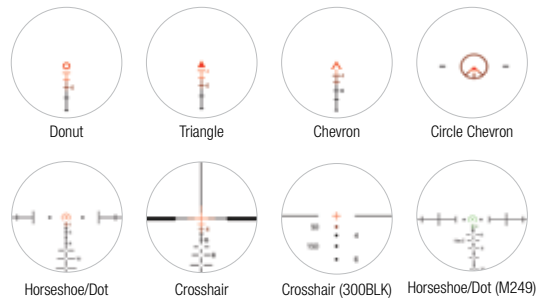 Donut
Triangle
Chevron
Circle Chevron
Horseshoe/Dot
Crosshair
Crosshair (300BLK)
Horseshoe/Dot (M249)